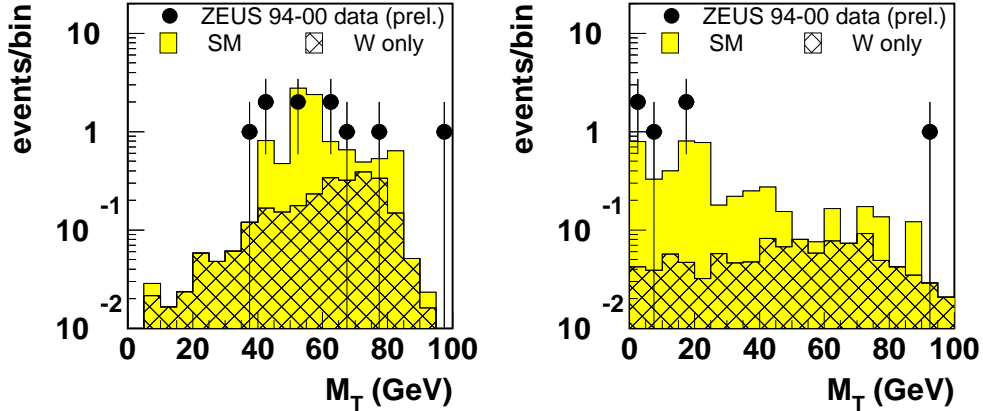 events/bin
10
1
10 -1
10 -2
ZEUS 94-00 data (prel.)
SM W only
0 20 40 60 80 100
M_T (GeV)
events/bin
10
1
10 -1
10 -2
ZEUS 94-00 data (prel.)
SM W only
0 20 40 60 80 100
M_T (GeV)